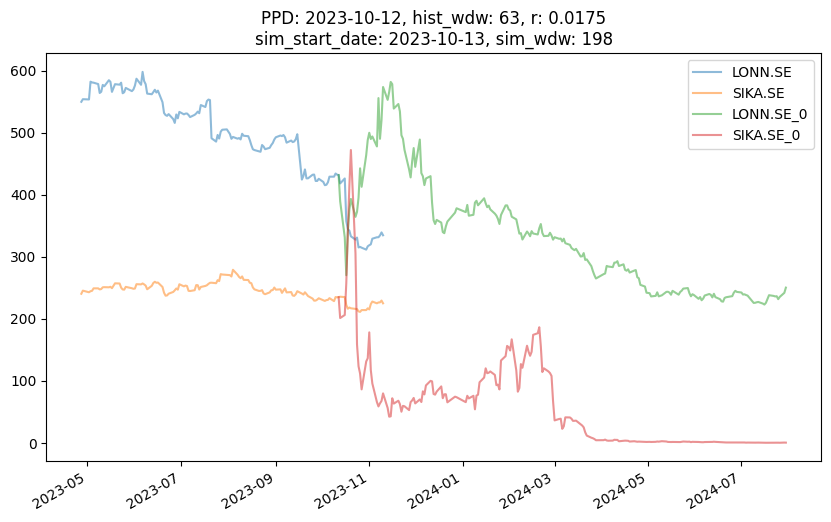 PPD: 2023-10-12, hist_wdw: 63, r: 0.0175
sim_start_date: 2023-10-13, sim_wdw: 198
LONN.SE
SIKA.SE
LONN.SE_0
SIKA.SE_0
600
500
400
300
200
100
0
2023-05
2023-07
2023-09
2023-11
2024-01
2024-03
2024-05
2024-07